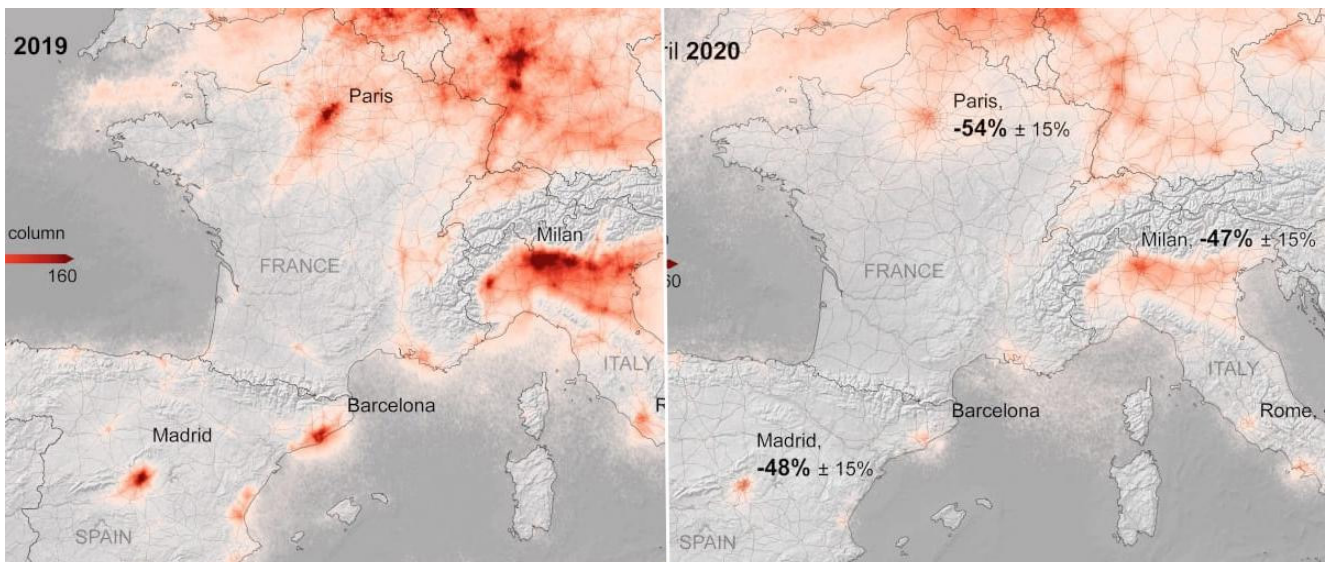 2019
Paris
column
160
FRANCE
Milan
ITALY
Barcelona
Madrid
SPAIN
R
ril 2020
Paris,
-54% ± 15%
Milan, -47% ± 15%
60
FRANCE
ITALY
Barcelona
Rome,
Madrid,
-48% ± 15%
SPAIN